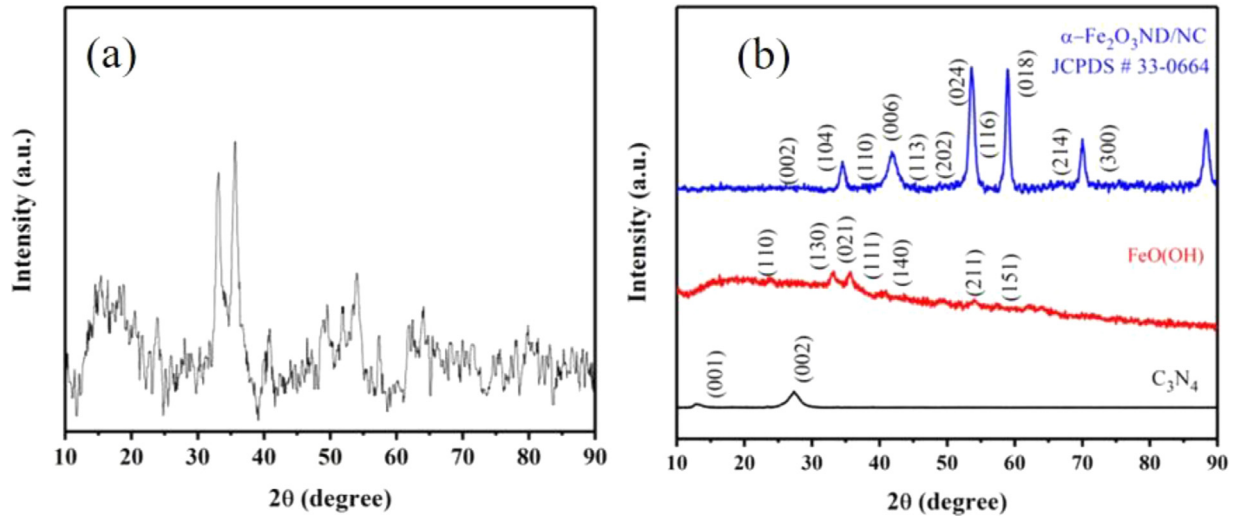 (a)
Intensity (a.u.)
10 20 30 40 50 60 70 80 90
2θ (degree)
(b)
α–Fe₂O₃ND/NC
JCPDS # 33-0664
(002) (104) (110) (006) (113) (202) (024) (116) (018) (214) (300)
FeO(OH)
(110) (130) (021) (111) (140) (211) (151)
C₃N₄
(001) (002)
Intensity (a.u.)
10 20 30 40 50 60 70 80 90
2θ (degree)